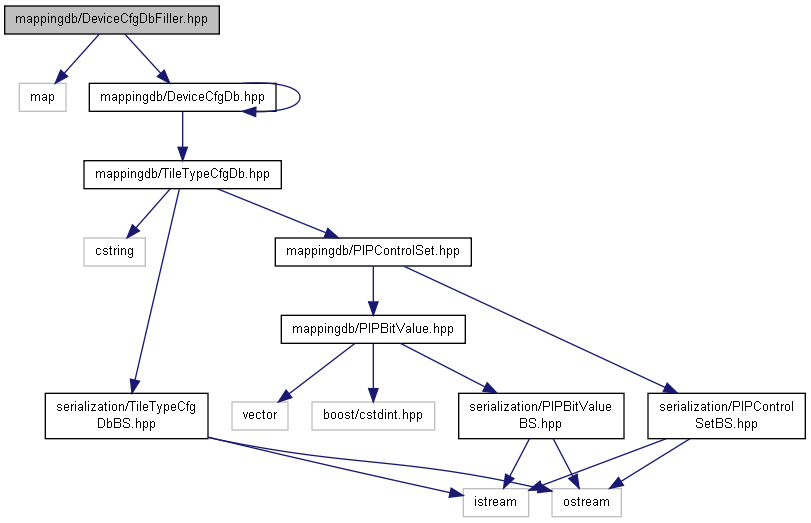 mappingdb/DeviceCfgDbFiller.hpp
map
mappingdb/DeviceCfgDb.hpp
mappingdb/TileTypeCfgDb.hpp
cstring
mappingdb/PIPControlSet.hpp
mappingdb/PIPBitValue.hpp
serialization/TileTypeCfg
DbBS.hpp
vector
boost/cstdint.hpp
serialization/PIPBitValue
BS.hpp
serialization/PIPControl
SetBS.hpp
istream
ostream